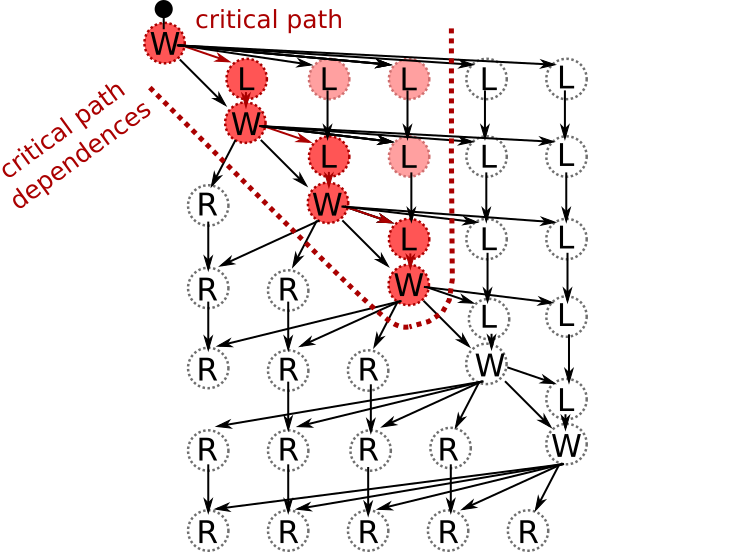 critical path
W
L L L L L
critical path
dependences
W
L L L L
R
W
L L L
R R
W
L L
R R R
W
L
R R R R
W
R R R R R